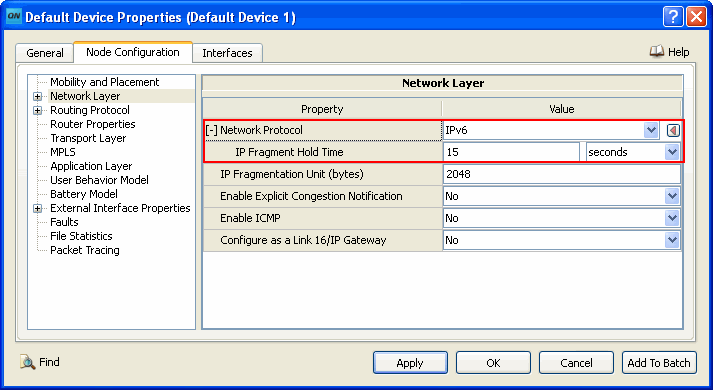 QN Default Device Properties (Default Device 1)
General Node Configuration Interfaces Help
Mobility and Placement
Network Layer
Routing Protocol
Router Properties
Transport Layer
MPLS
Application Layer
User Behavior Model
Battery Model
External Interface Properties
Faults
File Statistics
Packet Tracing
Network Layer
Property Value
[-] Network Protocol IPv6
IP Fragment Hold Time 15 seconds
IP Fragmentation Unit (bytes) 2048
Enable Explicit Congestion Notification No
Enable ICMP No
Configure as a Link 16/IP Gateway No
Find Apply OK Cancel Add To Batch